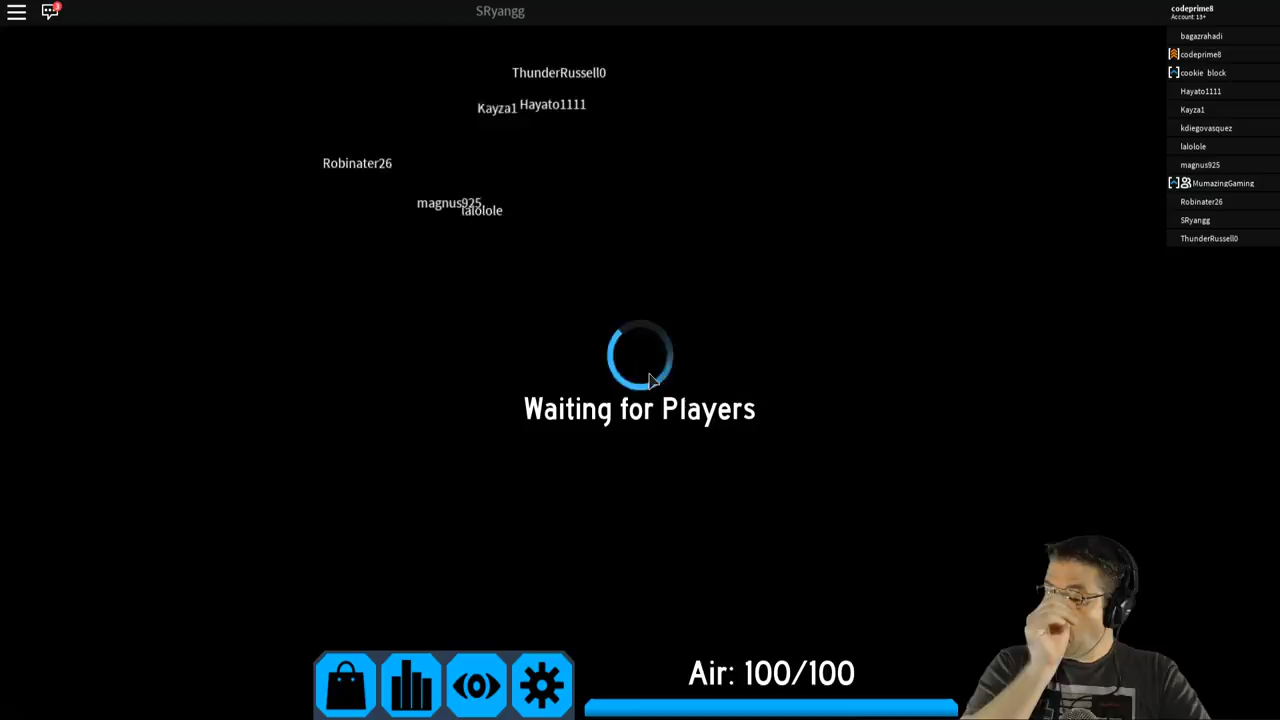 3
SRyangg
codeprime8
Account: 13+
bagazrahadi
codeprime8
cookie_block
Hayato1111
Kayza1
kdiegovasquez
lalolole
magnus925
MumazingGaming
Robinater26
SRyangg
ThunderRussell0
ThunderRussell0
Kayza1 Hayato1111
Robinater26
magnus925
lalolole
Waiting for Players
Air: 100/100